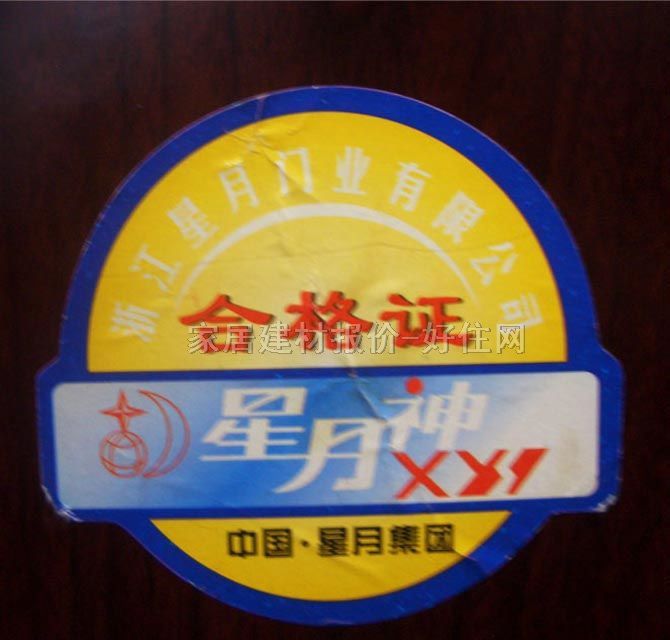 浙江星月门业有限公司
合格证
家居建材报价-好住网
星月神
XYS
中国·星月集团